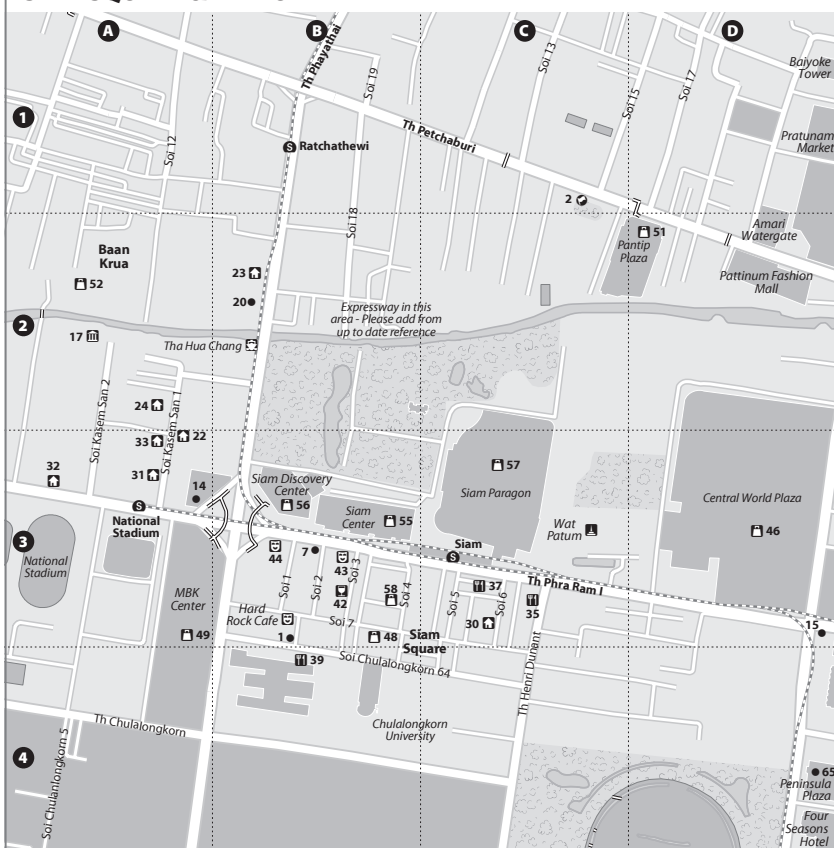 A
B
C
D
1
2
3
4
Th Phayathai
Soi 19
Soi 13
Soi 15
Soi 17
Baiyoke
Tower
Soi 12
Ratchathewi
Th Petchaburi
Pratunam
Market
Soi 18
2
51
Pantip
Plaza
Amari
Watergate
Pattinum Fashion
Mall
Baan
Krua
52
23
20
Expressway in this
area - Please add from
up to date reference
17
Tha Hua Chang
Soi Kasem San 2
Soi Kasem San 1
24
33
22
31
32
14
National
Stadium
National
Stadium
Siam Discovery
Center
56
Siam
Center
55
57
Siam Paragon
Siam
Wat
Patum
Central World Plaza
46
Th Phra Ram I
MBK
Center
49
44
7
43
42
Soi 1
Soi 2
Soi 3
58
Soi 4
Soi 5
37
Soi 6
35
30
Hard
Rock Cafe
1
Soi 7
48
Siam
Square
15
39
Soi Chulalongkorn 64
Th Henri Dunant
Th Chulalongkorn
Chulalongkorn
University
Soi Chulanlongkorn 5
65
Peninsula
Plaza
Four
Seasons
Hotel